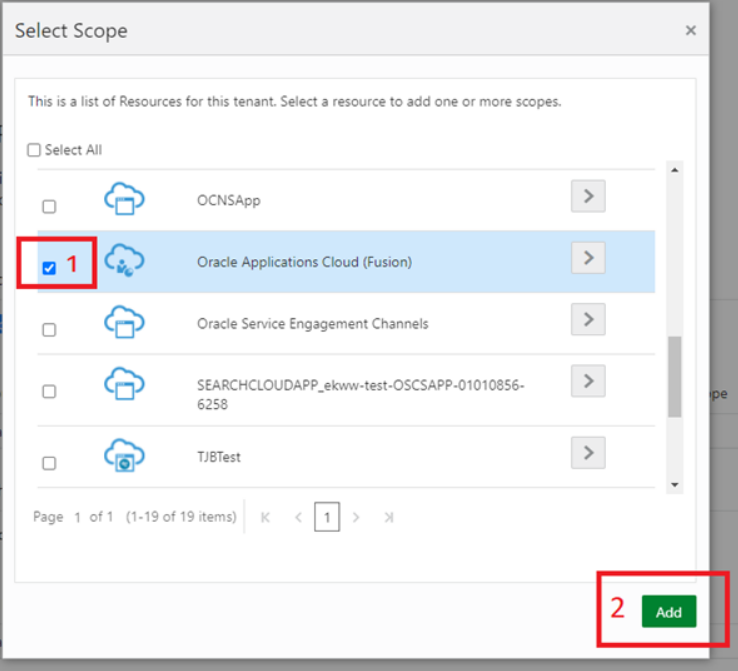 Select Scope
×
This is a list of Resources for this tenant. Select a resource to add one or more scopes.
Select All
OCNSApp
1
Oracle Applications Cloud (Fusion)
Oracle Service Engagement Channels
SEARCHCLOUDAPP_ekww-test-OSCSAPP-01010856-
6258
TJBTest
Page 1 of 1 (1-19 of 19 items) 1
2 Add